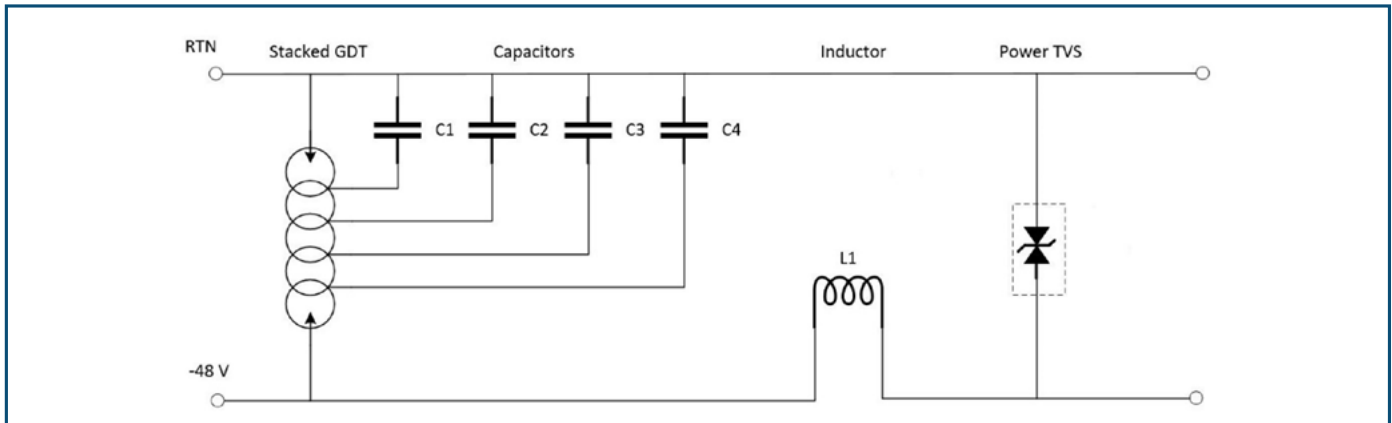 RTN
Stacked GDT
Capacitors
Inductor
Power TVS
C1
C2
C3
C4
L1
-48 V